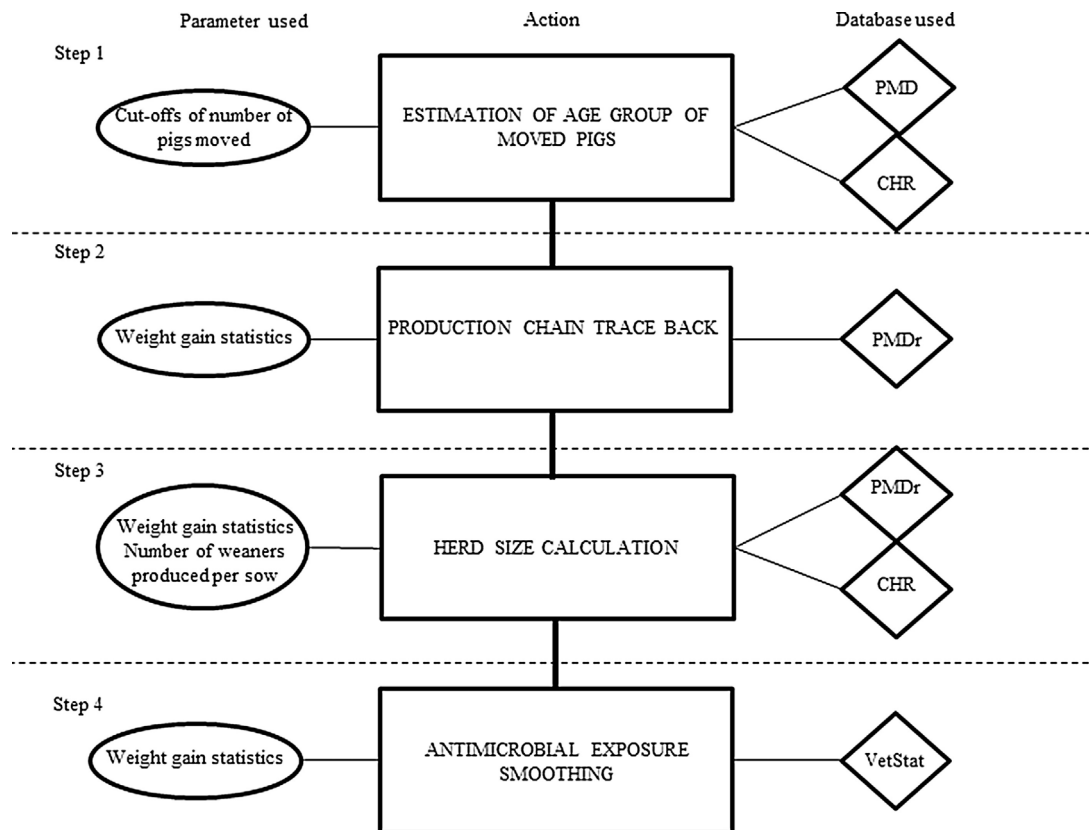 Parameter used
Action
Database used
Step 1
Cut-offs of number of
pigs moved
ESTIMATION OF AGE GROUP OF
MOVED PIGS
PMD
CHR
Step 2
Weight gain statistics
PRODUCTION CHAIN TRACE BACK
PMDr
Step 3
Weight gain statistics
Number of weaners
produced per sow
HERD SIZE CALCULATION
PMDr
CHR
Step 4
Weight gain statistics
ANTIMICROBIAL EXPOSURE
SMOOTHING
VetStat